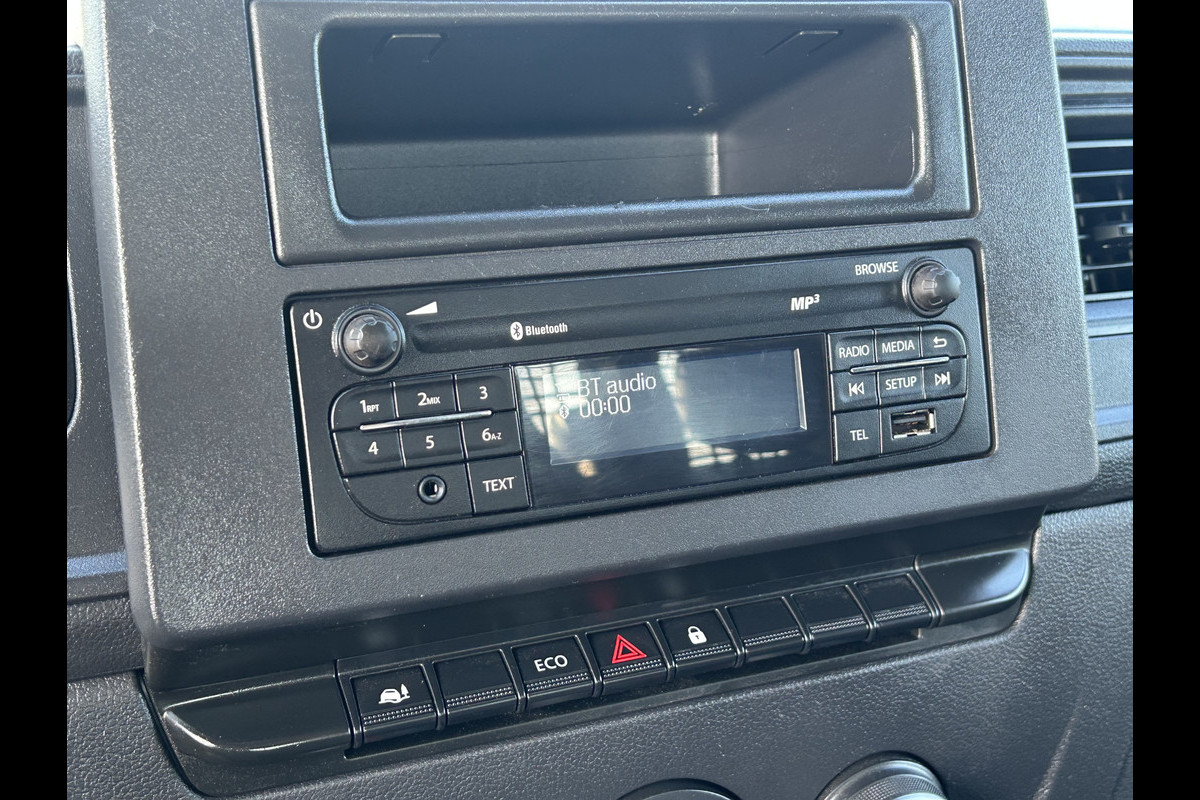 BROWSE
MP3
Bluetooth
RADIO MEDIA
1RPT 2MIX 3
BT audio
00:00
SETUP
4 5 6A-Z
TEL
TEXT
ECO